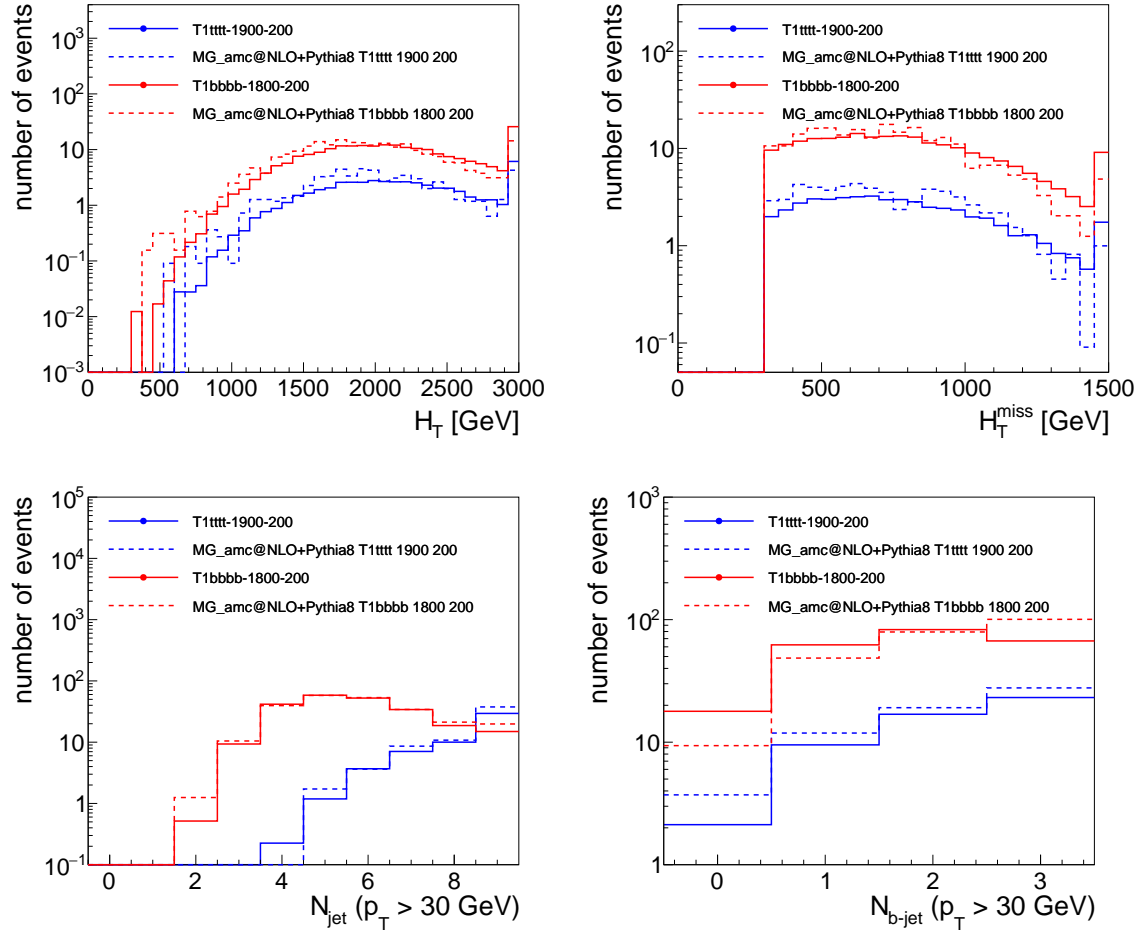 number of events
10³
10²
10
1
10⁻¹
10⁻²
10⁻³
T1tttt-1900-200
MG_amc@NLO+Pythia8 T1tttt 1900 200
T1bbbb-1800-200
MG_amc@NLO+Pythia8 T1bbbb 1800 200
0 500 1000 1500 2000 2500 3000
H_T [GeV]
number of events
10²
10
1
10⁻¹
T1tttt-1900-200
MG_amc@NLO+Pythia8 T1tttt 1900 200
T1bbbb-1800-200
MG_amc@NLO+Pythia8 T1bbbb 1800 200
0 500 1000 1500
H_T^miss [GeV]
number of events
10⁵
10⁴
10³
10²
10
1
10⁻¹
T1tttt-1900-200
MG_amc@NLO+Pythia8 T1tttt 1900 200
T1bbbb-1800-200
MG_amc@NLO+Pythia8 T1bbbb 1800 200
0 2 4 6 8
N_jet (p_T > 30 GeV)
number of events
10³
10²
10
1
T1tttt-1900-200
MG_amc@NLO+Pythia8 T1tttt 1900 200
T1bbbb-1800-200
MG_amc@NLO+Pythia8 T1bbbb 1800 200
0 1 2 3
N_b-jet (p_T > 30 GeV)